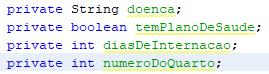 private String doenca;
private boolean temPlanoDeSaude;
private int diasDeInternacao;
private int numeroDoQuarto;